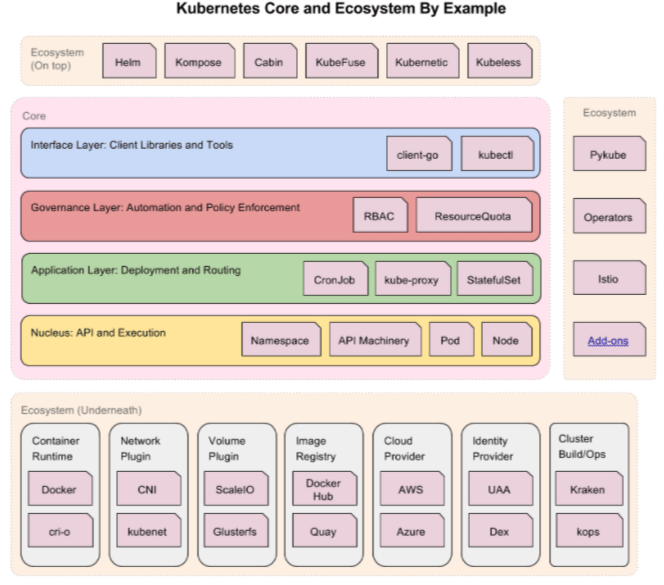 Kubernetes Core and Ecosystem By Example
Ecosystem
(On top)
Helm
Kompose
Cabin
KubeFuse
Kubernetic
Kubeless
Core
Interface Layer: Client Libraries and Tools
client-go
kubectl
Governance Layer: Automation and Policy Enforcement
RBAC
ResourceQuota
Application Layer: Deployment and Routing
CronJob
kube-proxy
StatefulSet
Nucleus: API and Execution
Namespace
API Machinery
Pod
Node
Ecosystem
Pykube
Operators
Istio
Add-ons
Ecosystem (Underneath)
Container
Runtime
Docker
cri-o
Network
Plugin
CNI
kubenet
Volume
Plugin
ScaleIO
Glusterfs
Image
Registry
Docker
Hub
Quay
Cloud
Provider
AWS
Azure
Identity
Provider
UAA
Dex
Cluster
Build/Ops
Kraken
kops